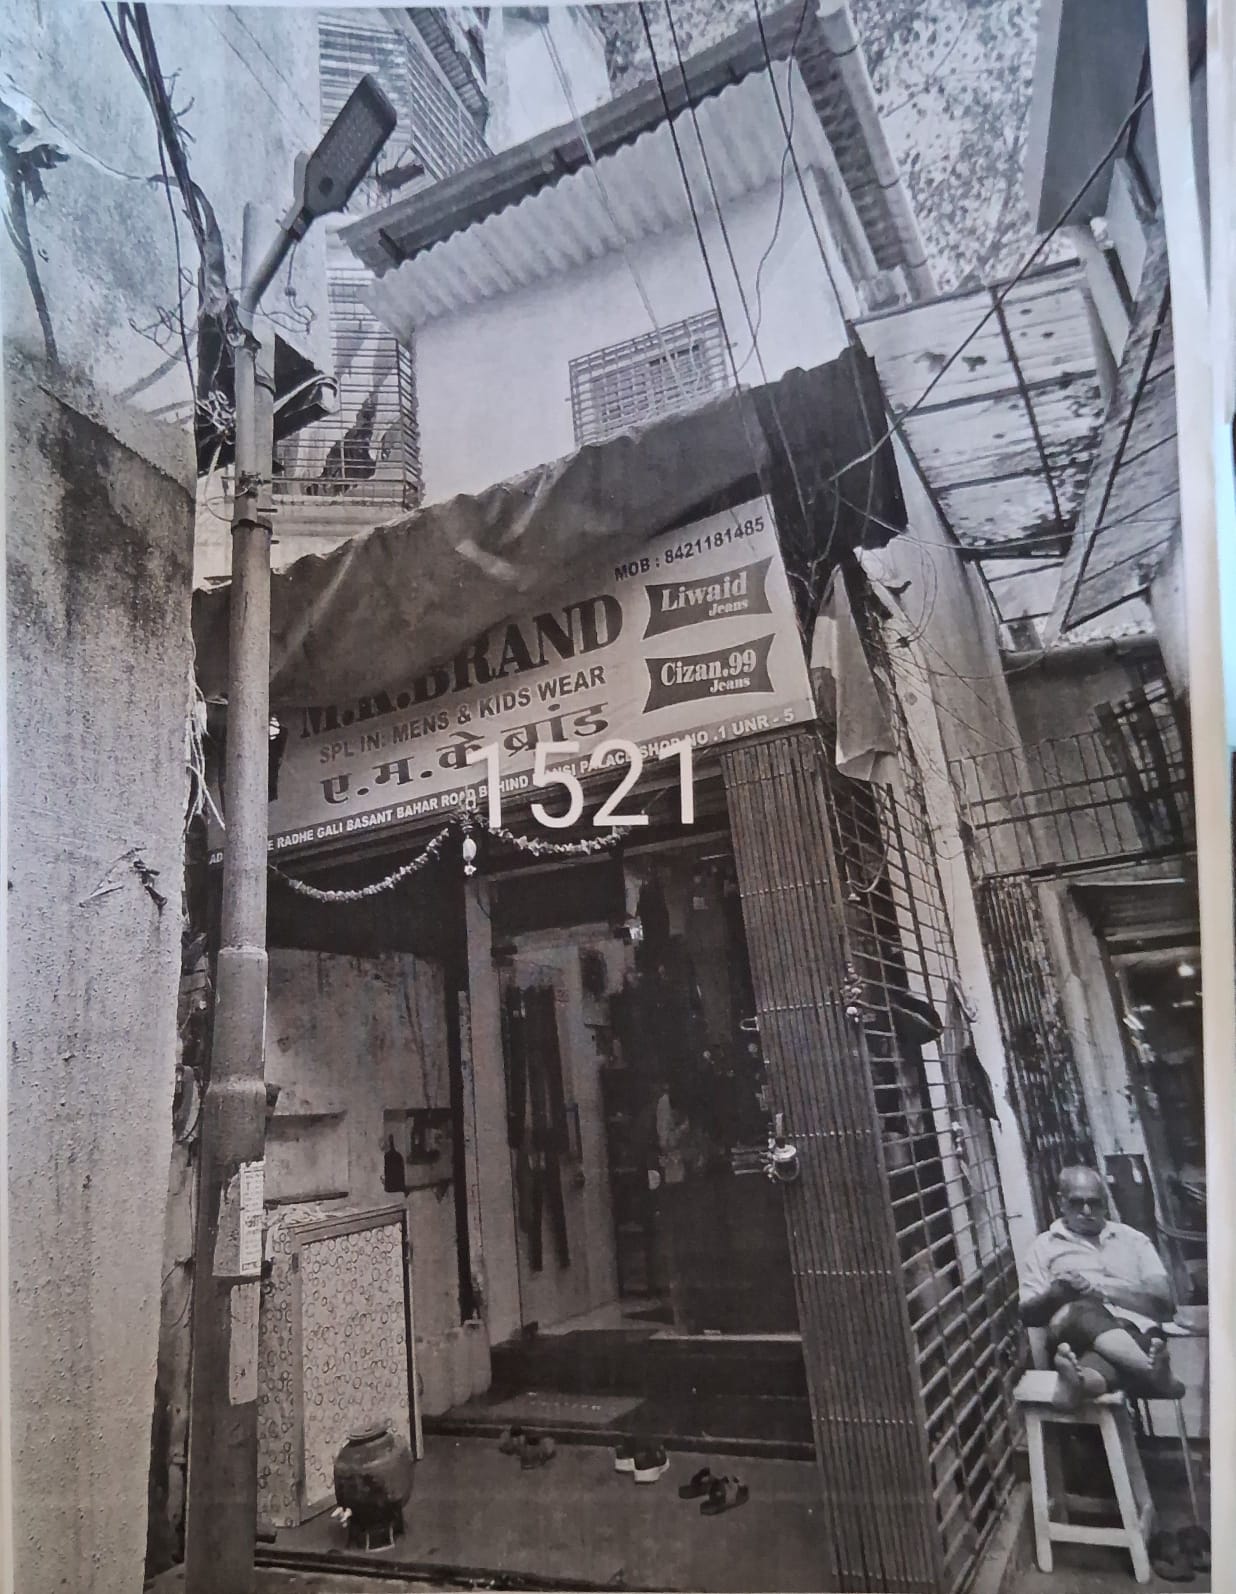 MOB : 8421181485
M.K.BRAND
Liwaid
Jeans
SPL IN: MENS & KIDS WEAR
Cizan.99
Jeans
ए.म.के ब्रांड
RADHE GALI BASANT BAHAR ROAD BEHIND PALACE SHOP NO .1 UNR - 5
1521